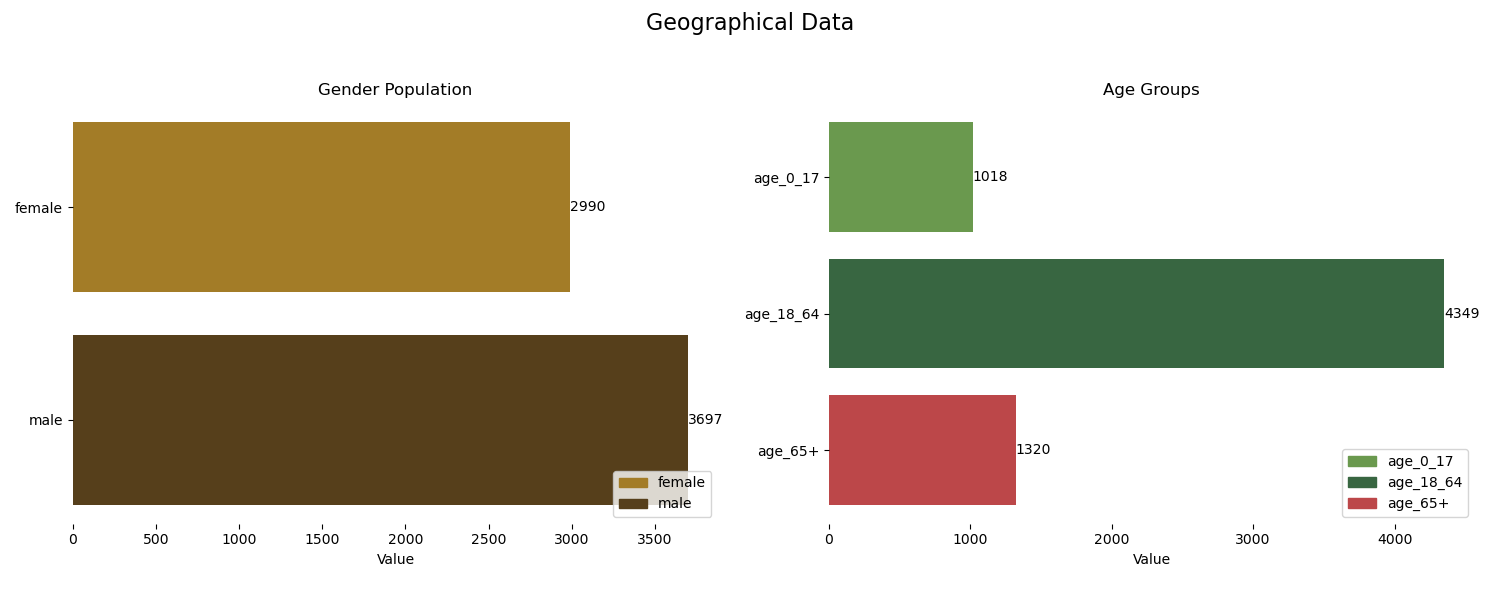 Geographical Data
Gender Population
female
2990
male
3697
female
male
0 500 1000 1500 2000 2500 3000 3500
Value
Age Groups
age_0_17
1018
age_18_64
4349
age_65+
1320
age_0_17
age_18_64
age_65+
0 1000 2000 3000 4000
Value